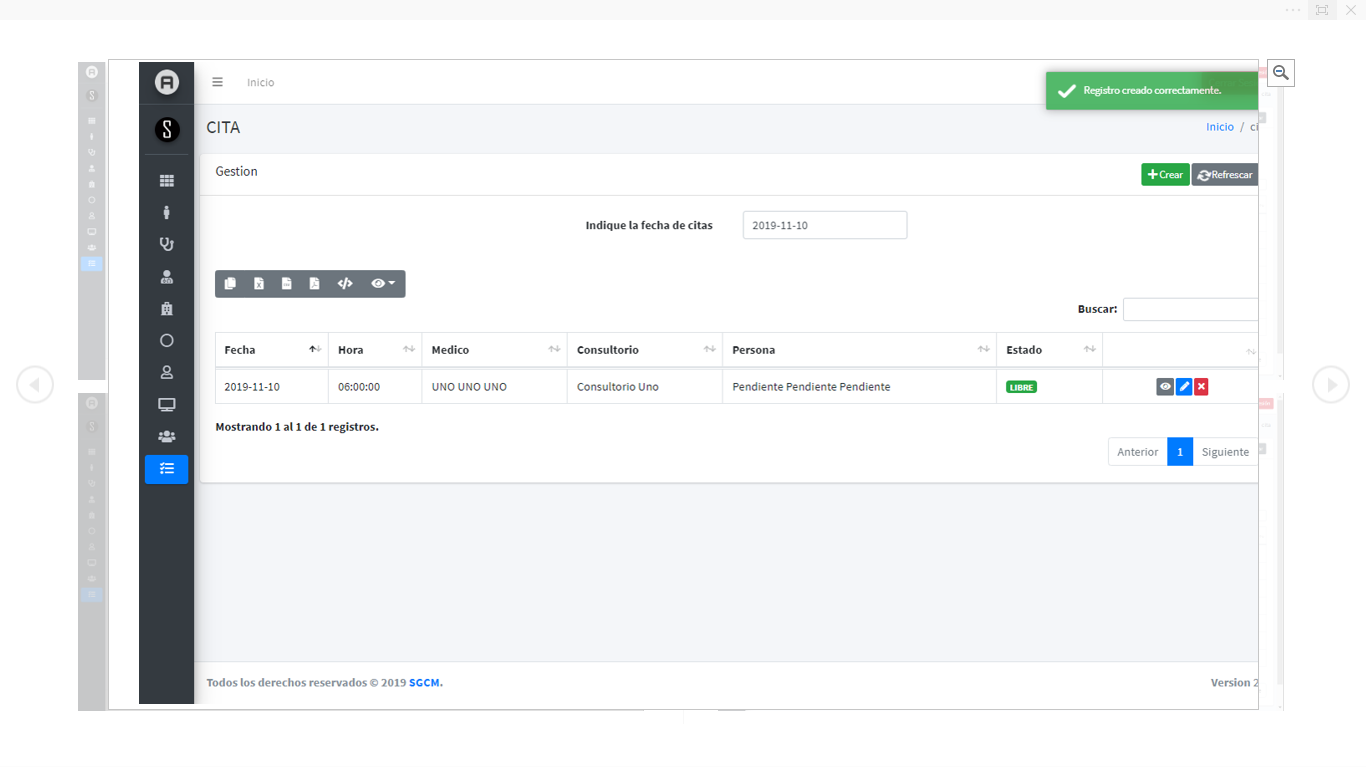 Inicio
Registro creado correctamente.
CITA
Inicio / ci
Gestion
Crear
Refrescar
Indique la fecha de citas
2019-11-10
Buscar:
Fecha Hora Medico Consultorio Persona Estado
2019-11-10 06:00:00 UNO UNO UNO Consultorio Uno Pendiente Pendiente Pendiente LIBRE
Mostrando 1 al 1 de 1 registros.
Anterior 1 Siguiente
Todos los derechos reservados © 2019 SGCM.
Version 2